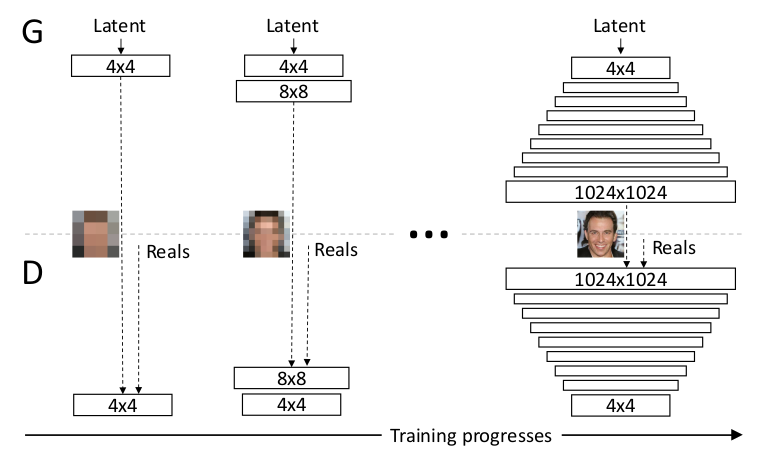 G
Latent
Latent
Latent
4x4
4x4
4x4
8x8
1024x1024
Reals
Reals
Reals
D
1024x1024
8x8
4x4
4x4
4x4
Training progresses